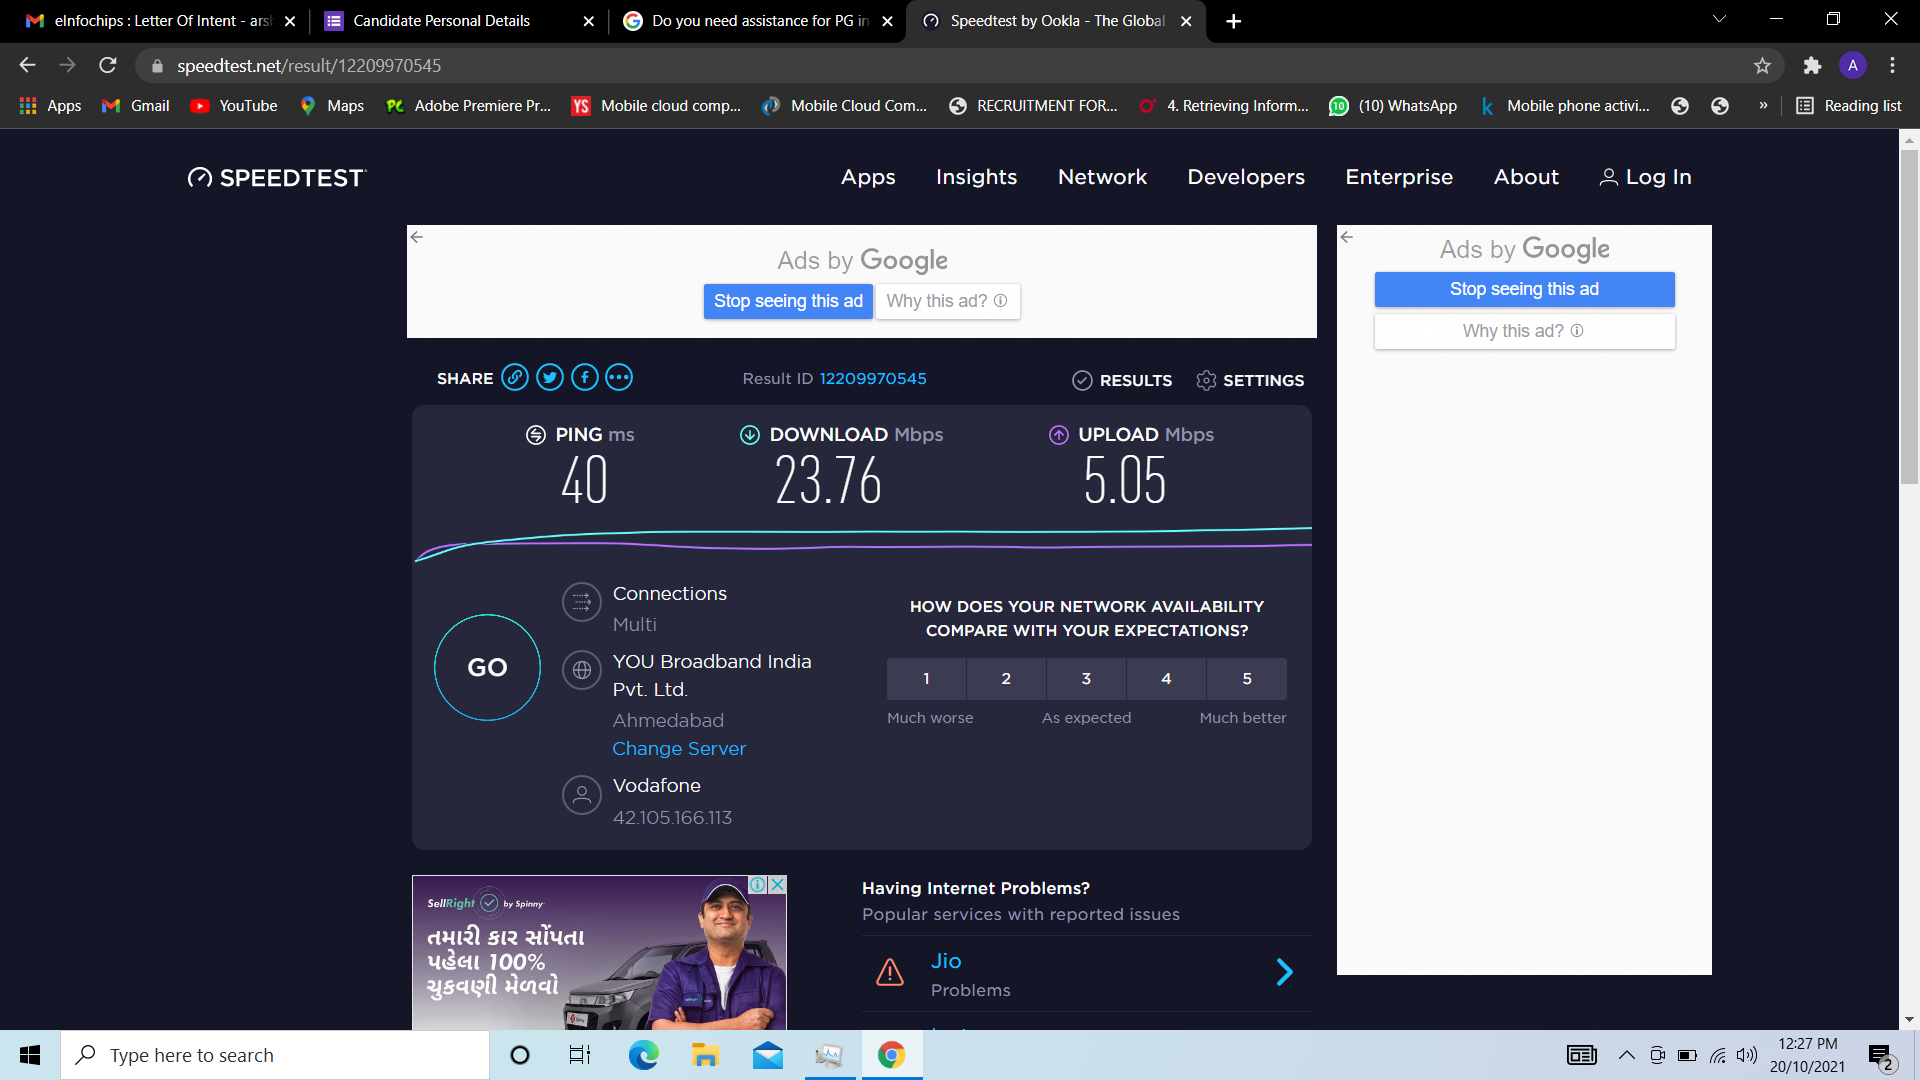 eInfochips : Letter Of Intent - ars
Candidate Personal Details
Do you need assistance for PG in
Speedtest by Ookla - The Global
speedtest.net/result/12209970545
A
Apps
Gmail
YouTube
Maps
Adobe Premiere Pr...
Mobile cloud comp...
Mobile Cloud Com...
RECRUITMENT FOR...
4. Retrieving Inform...
(10) WhatsApp
Mobile phone activi...
»
Reading list
SPEEDTEST
Apps
Insights
Network
Developers
Enterprise
About
Log In
Ads by Google
Stop seeing this ad
Why this ad?
Ads by Google
Stop seeing this ad
Why this ad?
SHARE
Result ID 12209970545
RESULTS
SETTINGS
PING ms
40
DOWNLOAD Mbps
23.76
UPLOAD Mbps
5.05
GO
Connections
Multi
YOU Broadband India
Pvt. Ltd.
Ahmedabad
Change Server
Vodafone
42.105.166.113
HOW DOES YOUR NETWORK AVAILABILITY
COMPARE WITH YOUR EXPECTATIONS?
1 2 3 4 5
Much worse As expected Much better
SellRight by Spinny
તમારી કાર સોંપતા
પહેલા 100%
ચુકવણી મેળવો
Having Internet Problems?
Popular services with reported issues
Jio
Problems
Type here to search
12:27 PM
20/10/2021
2